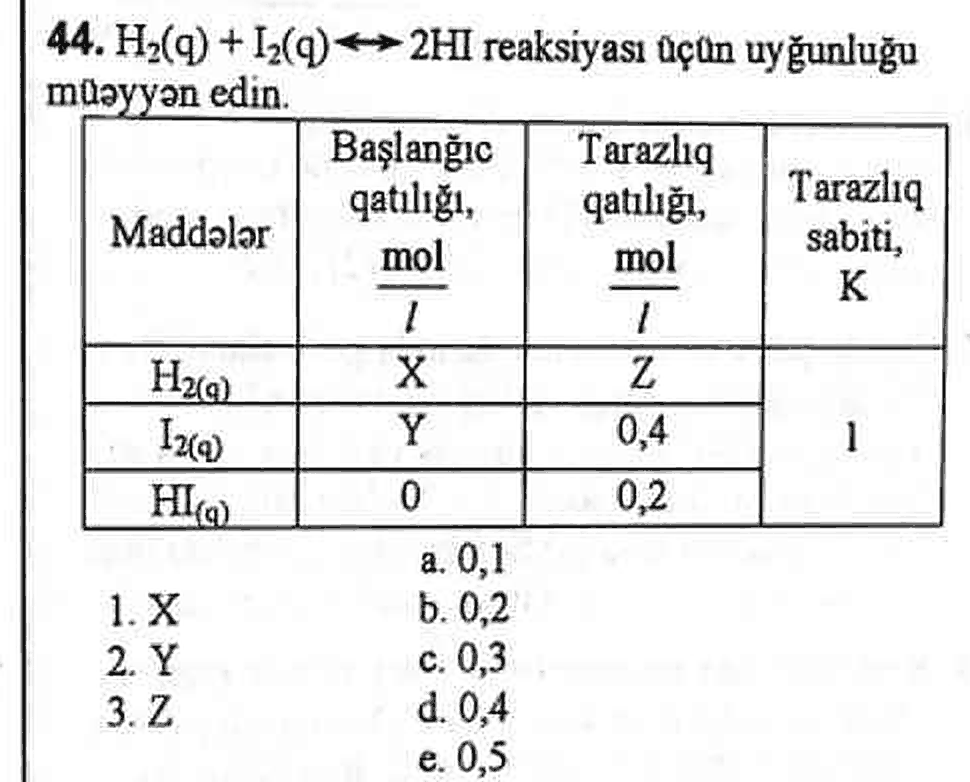 44. H₂(q) + I₂(q) ⟷ 2HI reaksiyası üçün uyğunluğu
müəyyən edin.
Maddələr
Başlanğıc
qatılığı,
mol
l
Tarazlıq
qatılığı,
mol
l
Tarazlıq
sabiti,
K
H₂(q) X Z
I₂(q) Y 0,4 1
HI(q) 0 0,2
a. 0,1
1. X b. 0,2
2. Y c. 0,3
3. Z d. 0,4
e. 0,5